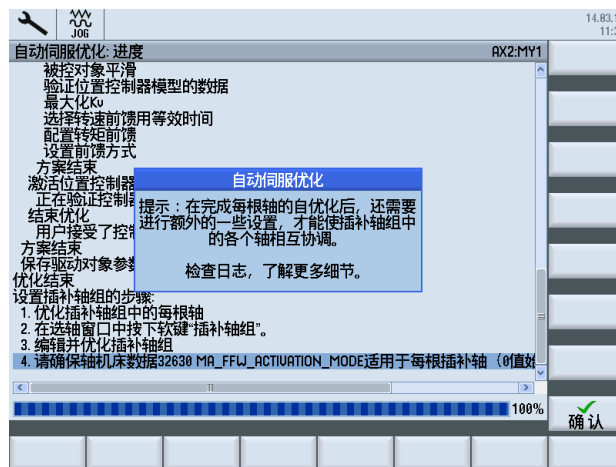 JOG
14.03.1
11:3
自动伺服优化: 进度
AX2:MY1
被控对象平滑
验证位置控制器模型的数据
最大化Kv
选择转速前馈用等效时间
配置转矩前馈
设置前馈方式
方案结束
激活位置控制器
正在验证控制器
结束优化
用户接受了控制
方案结束
保存驱动对象参数
优化结束
设置插补轴组的步骤:
1. 优化插补轴组中的每根轴
2. 在选轴窗口中按下软键“插补轴组”。
3. 编辑并优化插补轴组
4. 请确保轴机床数据32630 MA_FFW_ACTIVATION_MODE适用于每根插补轴（0值始
自动伺服优化
提示：在完成每根轴的自优化后，还需要
进行额外的一些设置，才能使插补轴组中
的各个轴相互协调。
检查日志，了解更多细节。
100%
确认